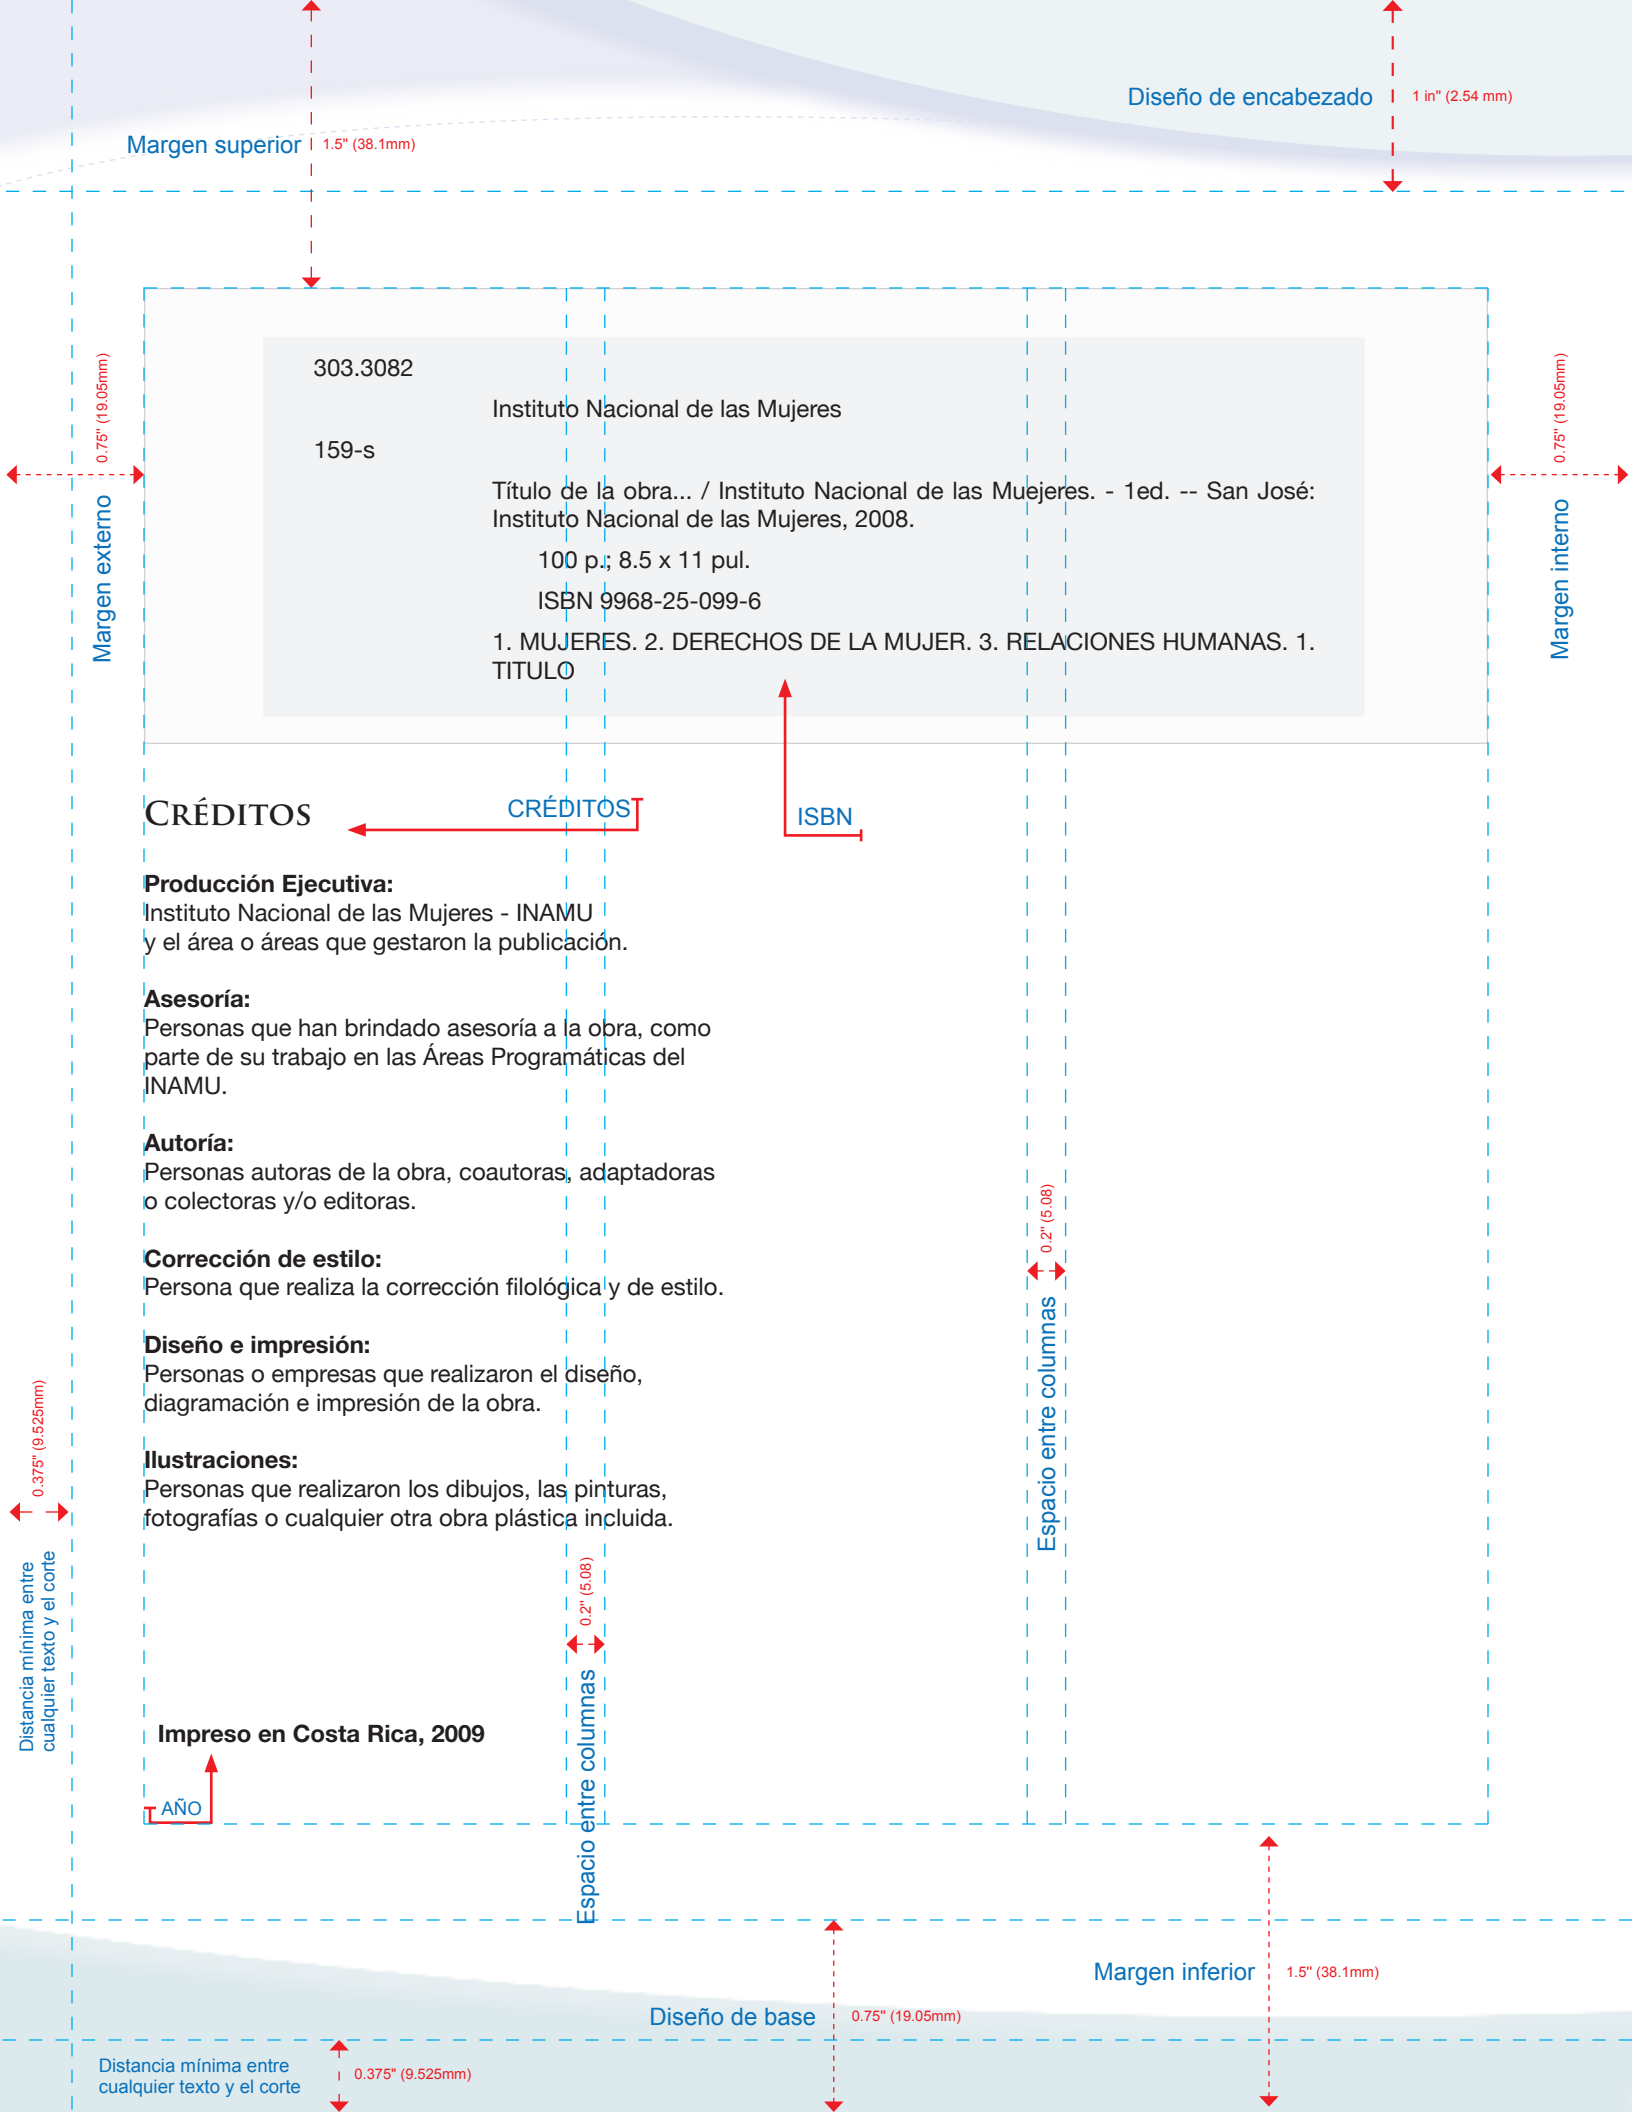 Diseño de encabezado
1 in" (2.54 mm)
Margen superior
1.5" (38.1mm)
303.3082
Instituto Nacional de las Mujeres
159-s
Título de la obra... / Instituto Nacional de las Muejeres. - 1ed. -- San José:
Instituto Nacional de las Mujeres, 2008.
100 p.; 8.5 x 11 pul.
ISBN 9968-25-099-6
1. MUJERES. 2. DERECHOS DE LA MUJER. 3. RELACIONES HUMANAS. 1.
TITULO
0.75" (19.05mm)
Margen externo
0.75" (19.05mm)
Margen interno
CRÉDITOS
CRÉDITOS
ISBN
Producción Ejecutiva:
Instituto Nacional de las Mujeres - INAMU
y el área o áreas que gestaron la publicación.
Asesoría:
Personas que han brindado asesoría a la obra, como
parte de su trabajo en las Áreas Programáticas del
INAMU.
Autoría:
Personas autoras de la obra, coautoras, adaptadoras
o colectoras y/o editoras.
Corrección de estilo:
Persona que realiza la corrección filológica y de estilo.
Diseño e impresión:
Personas o empresas que realizaron el diseño,
diagramación e impresión de la obra.
Ilustraciones:
Personas que realizaron los dibujos, las pinturas,
fotografías o cualquier otra obra plástica incluida.
0.2" (5.08)
Espacio entre columnas
0.375" (9.525mm)
Distancia mínima entre
cualquier texto y el corte
0.2" (5.08)
Espacio entre columnas
Impreso en Costa Rica, 2009
AÑO
Margen inferior
1.5" (38.1mm)
Diseño de base
0.75" (19.05mm)
Distancia mínima entre
cualquier texto y el corte
0.375" (9.525mm)